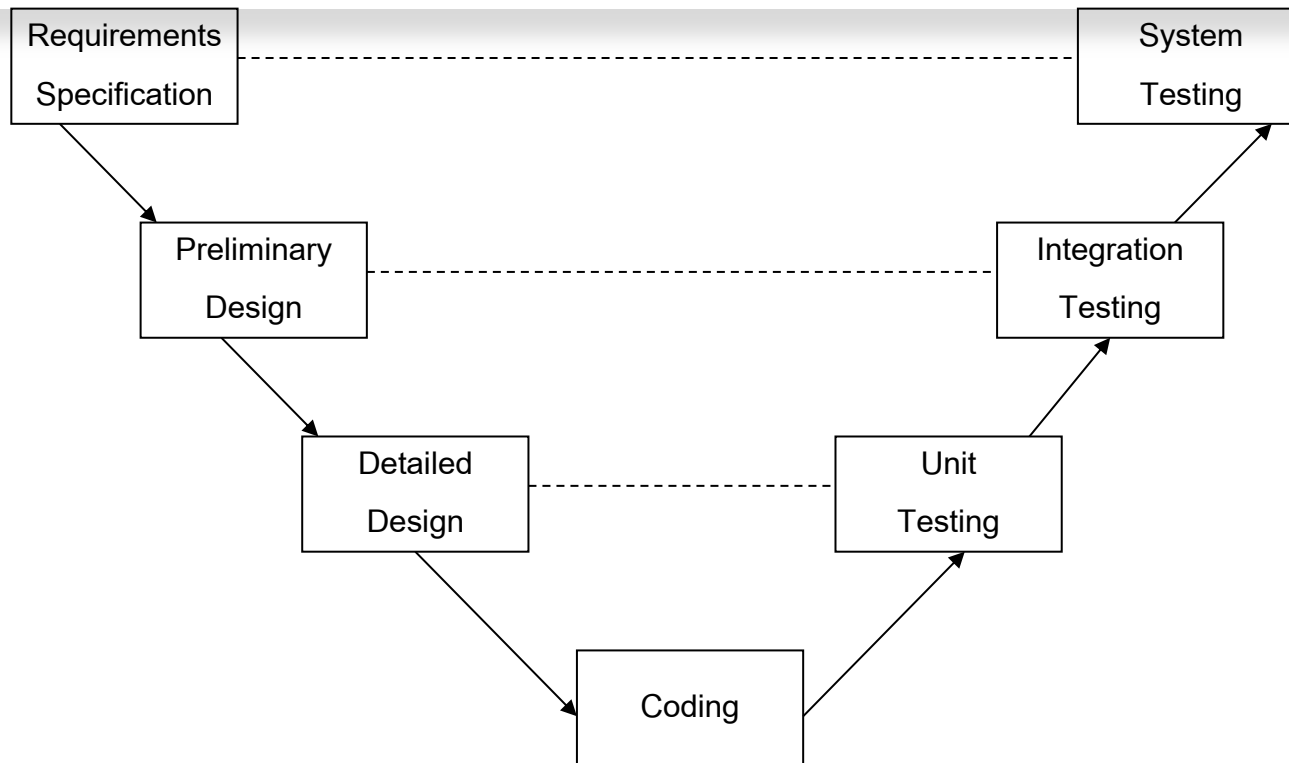 Requirements
Specification
System
Testing
Preliminary
Design
Integration
Testing
Detailed
Design
Unit
Testing
Coding